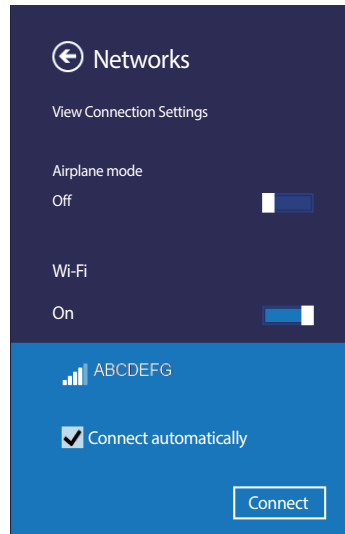 Networks
View Connection Settings
Airplane mode
Off
Wi-Fi
On
ABCDEFG
Connect automatically
Connect